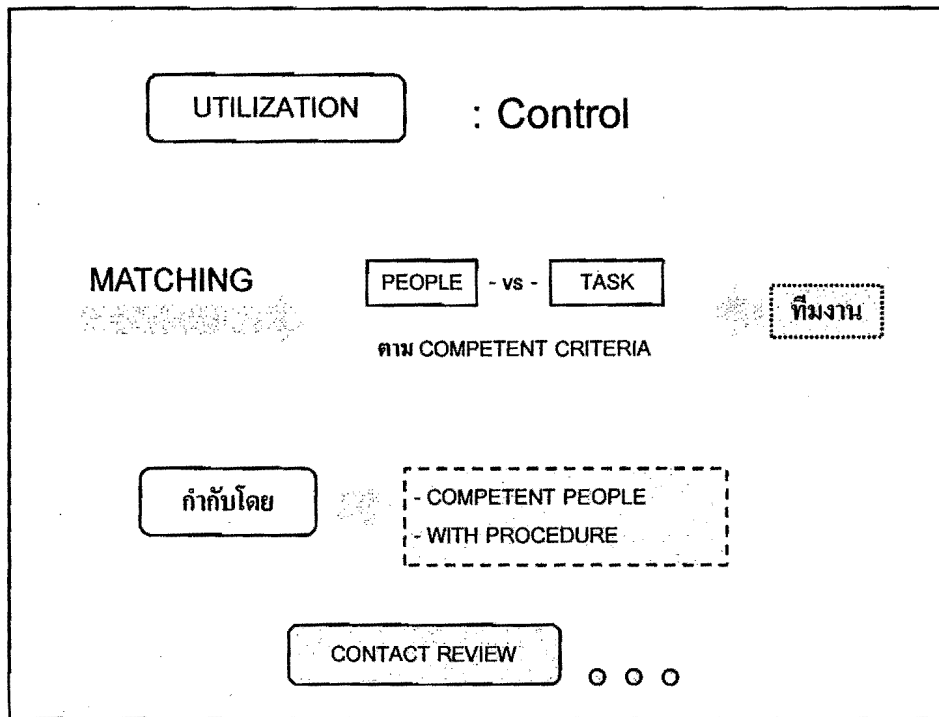 UTILIZATION : Control
MATCHING PEOPLE - vs - TASK ทีมงาน
ตาม COMPETENT CRITERIA
กำกับโดย - COMPETENT PEOPLE
- WITH PROCEDURE
CONTACT REVIEW